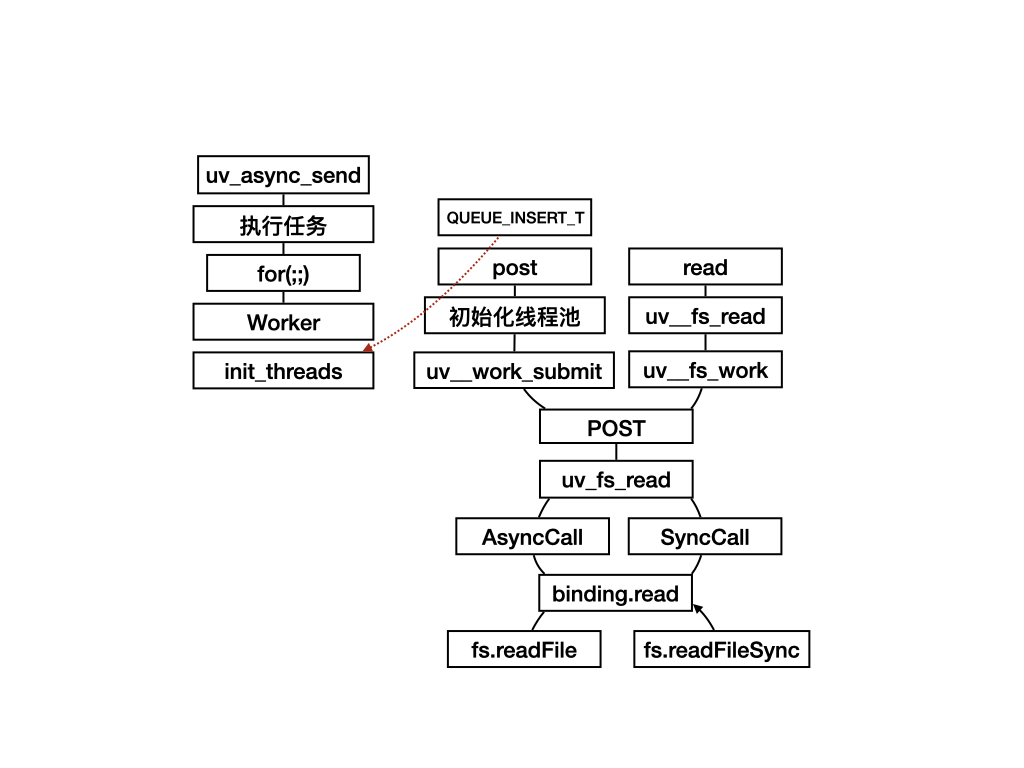 uv_async_send
执行任务
for(;;)
Worker
init_threads
QUEUE_INSERT_T
post
初始化线程池
uv__work_submit
read
uv__fs_read
uv__fs_work
POST
uv_fs_read
AsyncCall
SyncCall
binding.read
fs.readFile
fs.readFileSync